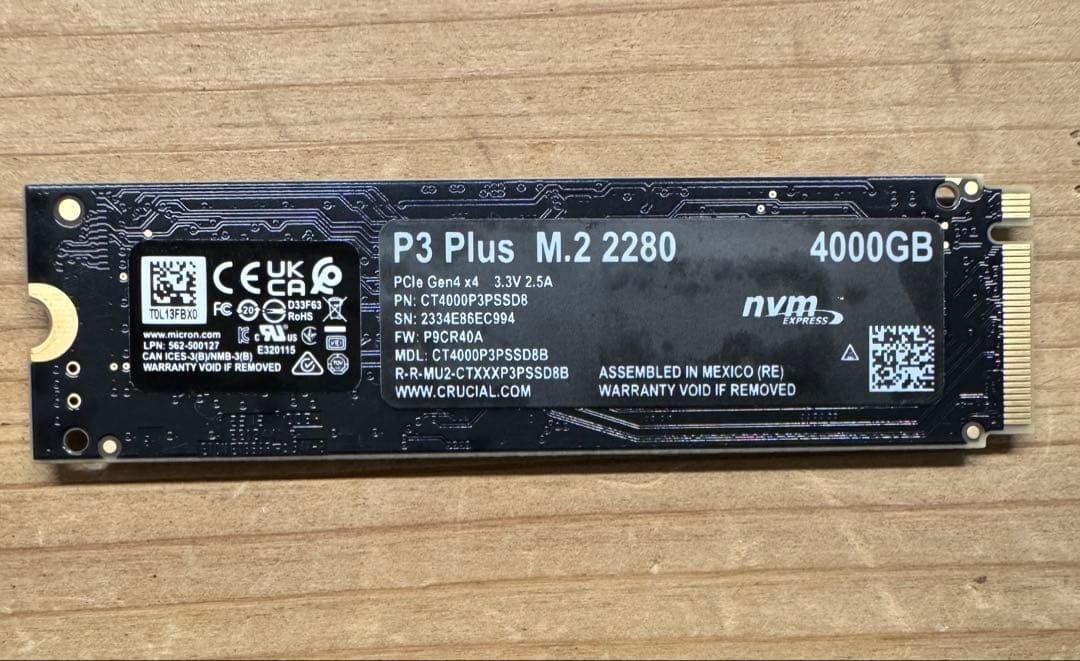 TDL13FBX0
CE UK CA
FC 20 D33F63
RoHS
c RU us
E320115
www.micron.com
LPN: 562-500127
CAN ICES-3(B)/NMB-3(B)
WARRANTY VOID IF REMOVED
P3 Plus M.2 2280 4000GB
PCIe Gen4 x4 3.3V 2.5A
PN: CT4000P3PSSD8
SN: 2334E86EC994
FW: P9CR40A
MDL: CT4000P3PSSD8B
R-R-MU2-CTXXXP3PSSD8B
WWW.CRUCIAL.COM
nvm
EXPRESS
ASSEMBLED IN MEXICO (RE)
WARRANTY VOID IF REMOVED